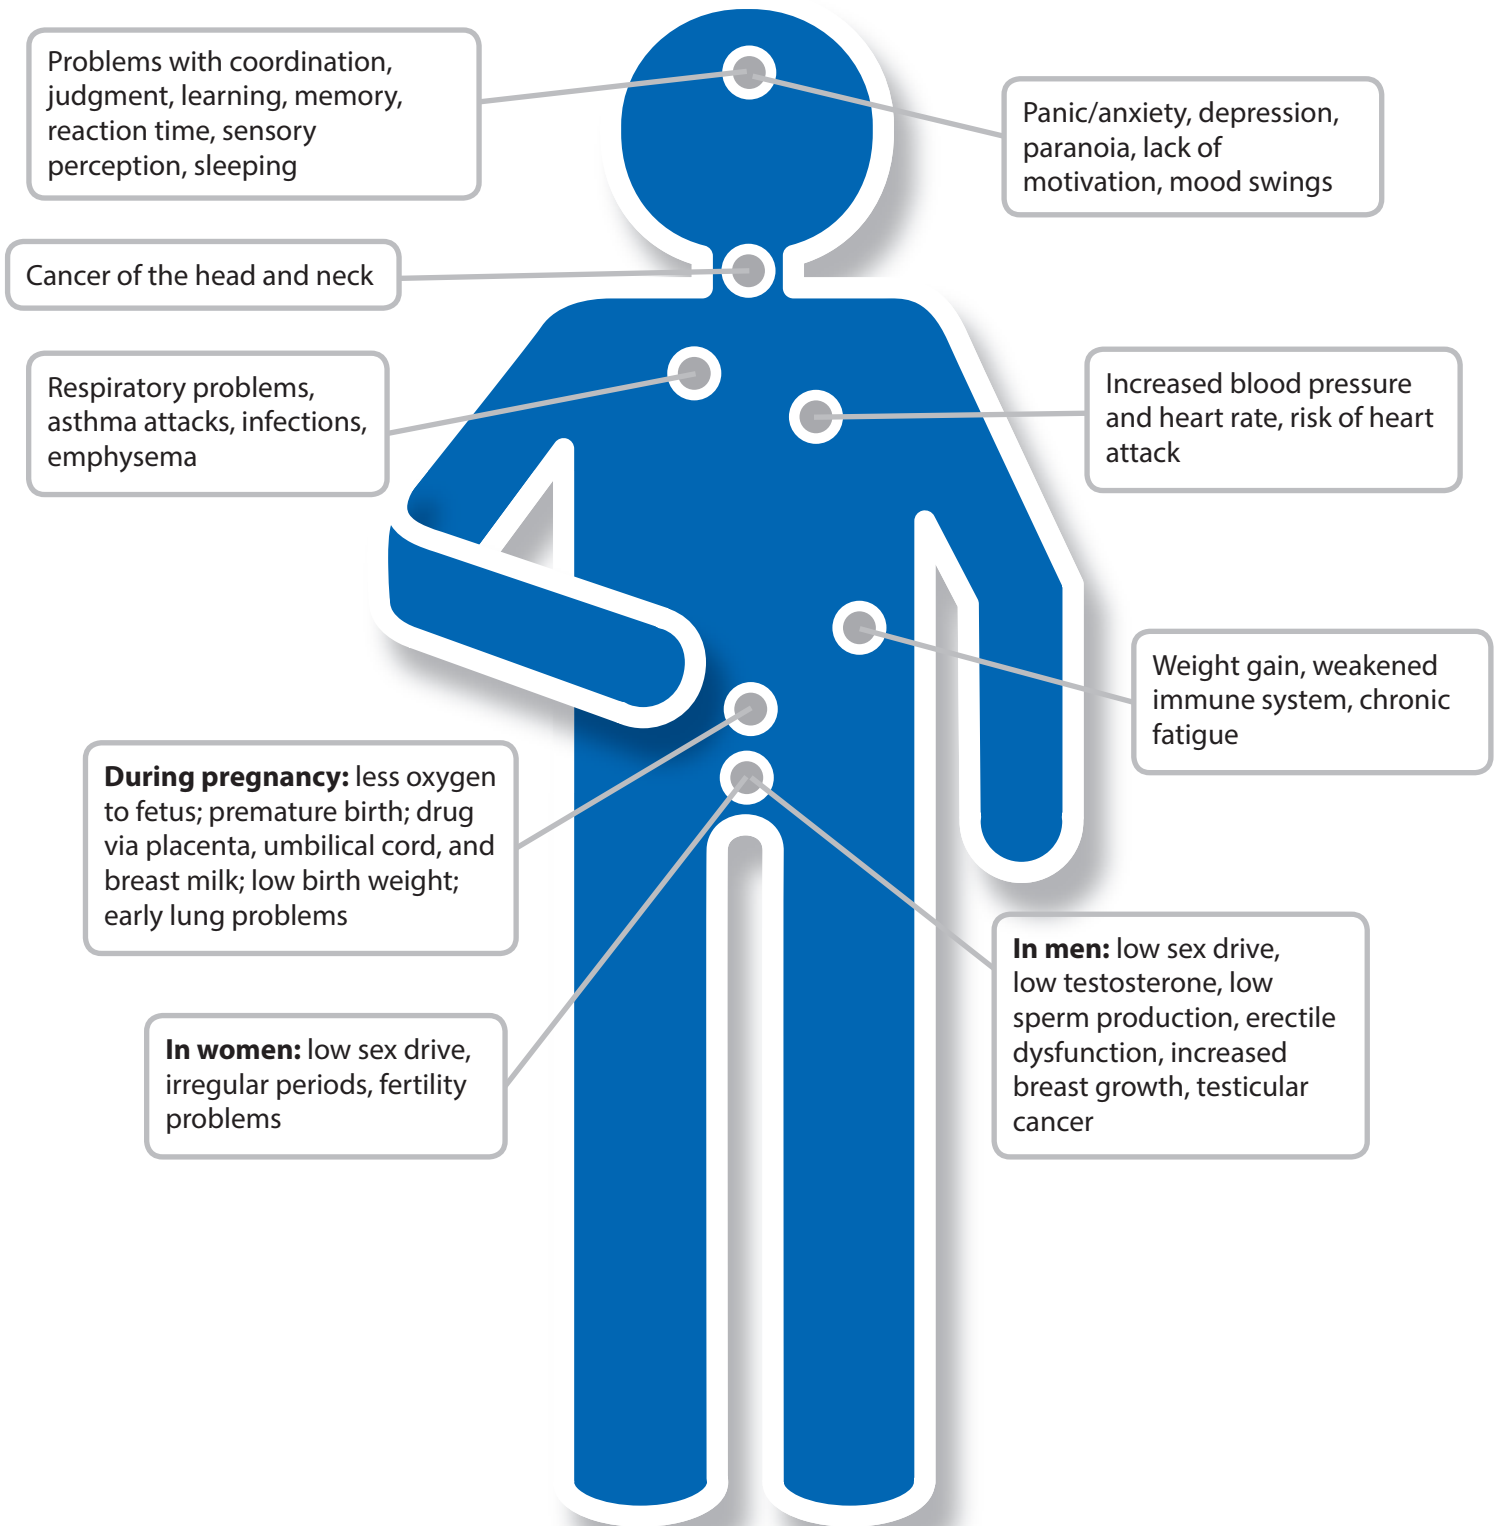 Problems with coordination,
judgment, learning, memory,
reaction time, sensory
perception, sleeping
Panic/anxiety, depression,
paranoia, lack of
motivation, mood swings
Cancer of the head and neck
Respiratory problems,
asthma attacks, infections,
emphysema
Increased blood pressure
and heart rate, risk of heart
attack
Weight gain, weakened
immune system, chronic
fatigue
During pregnancy: less oxygen
to fetus; premature birth; drug
via placenta, umbilical cord, and
breast milk; low birth weight;
early lung problems
In men: low sex drive,
low testosterone, low
sperm production, erectile
dysfunction, increased
breast growth, testicular
cancer
In women: low sex drive,
irregular periods, fertility
problems